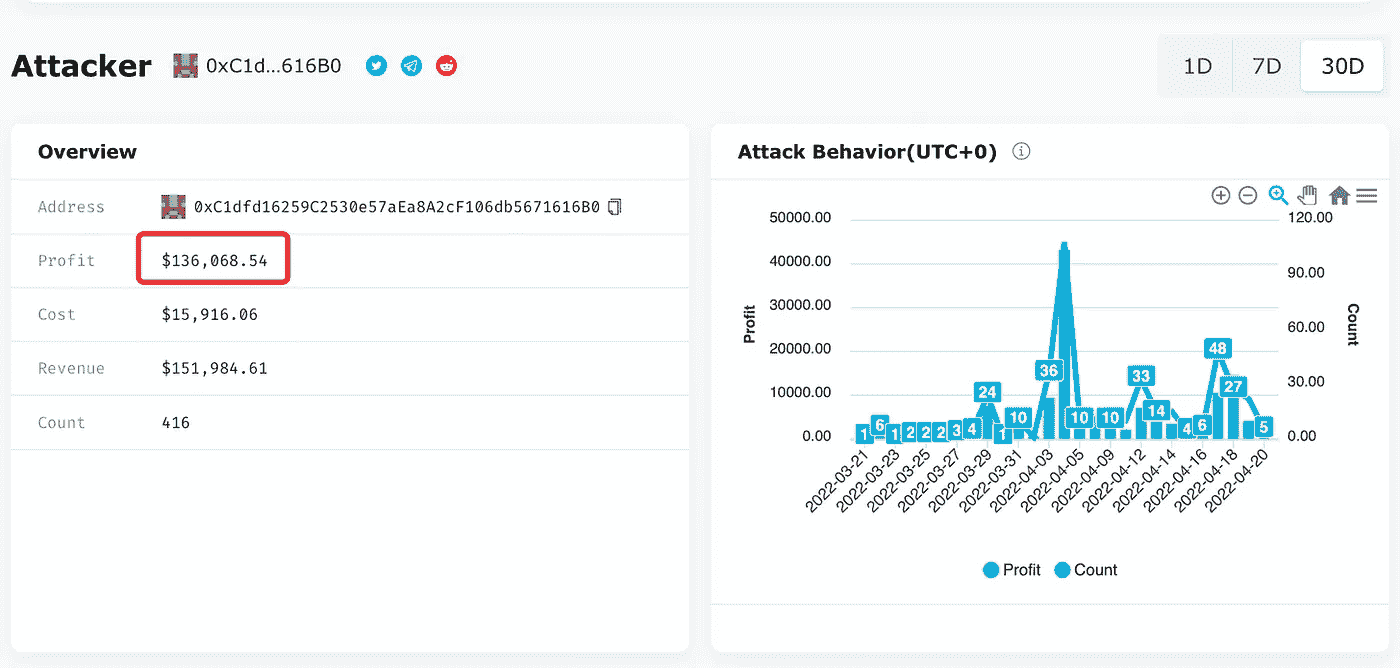 Attacker 0xC1d...616B0
1D 7D 30D
Overview
Address 0xC1dfd16259C2530e57aEa8A2cF106db5671616B0
Profit $136,068.54
Cost $15,916.06
Revenue $151,984.61
Count 416
Attack Behavior(UTC+0)
50000.00
40000.00
30000.00
20000.00
10000.00
0.00
Profit
120.00
90.00
60.00
30.00
0.00
Count
1 6 1 2 2 2 3 4 24 1 10 36 10 10 33 14 4 6 48 27 5
2022-03-21
2022-03-23
2022-03-25
2022-03-27
2022-03-29
2022-03-31
2022-04-03
2022-04-05
2022-04-09
2022-04-12
2022-04-14
2022-04-16
2022-04-18
2022-04-20
Profit Count